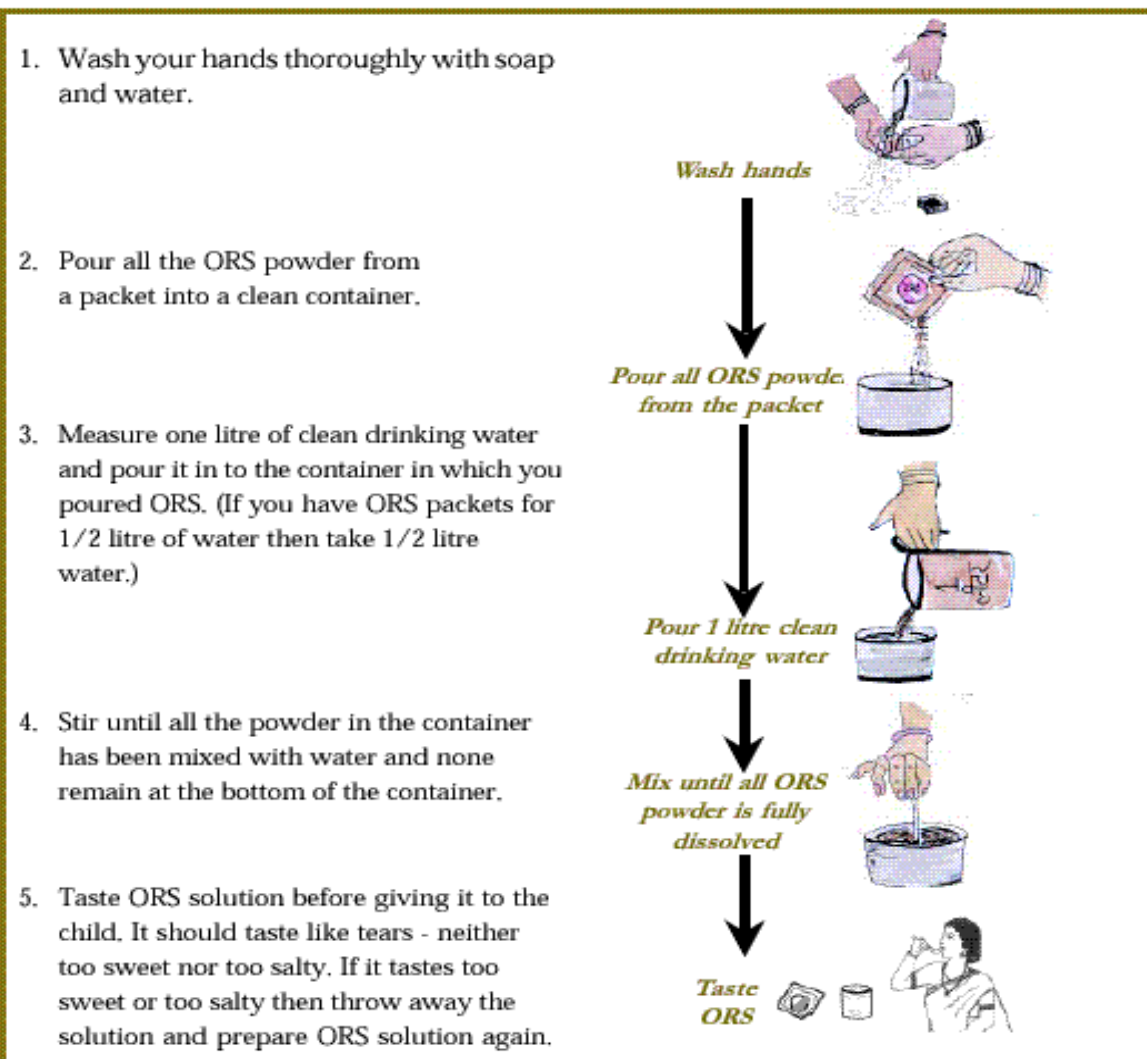 1. Wash your hands thoroughly with soap
and water.
Wash hands
2. Pour all the ORS powder from
a packet into a clean container.
Pour all ORS powde
from the packet
3. Measure one litre of clean drinking water
and pour it in to the container in which you
poured ORS. (If you have ORS packets for
1/2 litre of water then take 1/2 litre
water.)
1
Pour 1 litre clean
drinking water
4. Stir until all the powder in the container
has been mixed with water and none
remain at the bottom of the container.
Mix until all ORS
powder is fully
dissolved
5. Taste ORS solution before giving it to the
child. It should taste like tears - neither
too sweet nor too salty. If it tastes too
sweet or too salty then throw away the
solution and prepare ORS solution again.
Taste
ORS